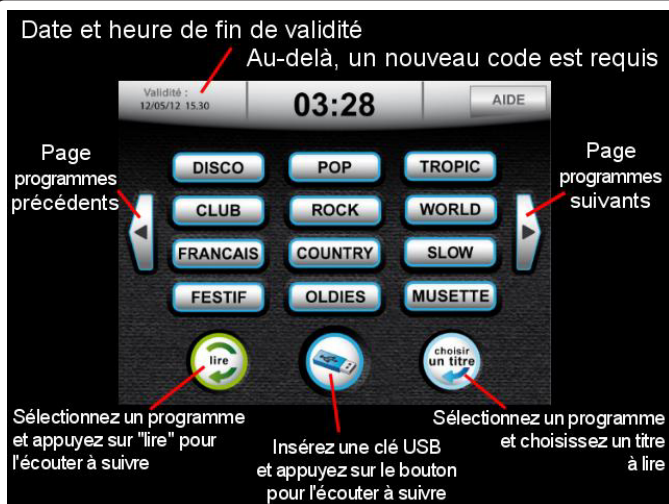 Date et heure de fin de validité
Au-delà, un nouveau code est requis
Validité :
12/05/12 15.30
03:28
AIDE
Page
programmes
précédents
Page
programmes
suivants
DISCO
POP
TROPIC
CLUB
ROCK
WORLD
FRANCAIS
COUNTRY
SLOW
FESTIF
OLDIES
MUSETTE
lire
choisir
un titre
Sélectionnez un programme
et appuyez sur "lire" pour
l'écouter à suivre
Insérez une clé USB
et appuyez sur le bouton
pour l'écouter à suivre
Sélectionnez un programme
et choisissez un titre
à lire